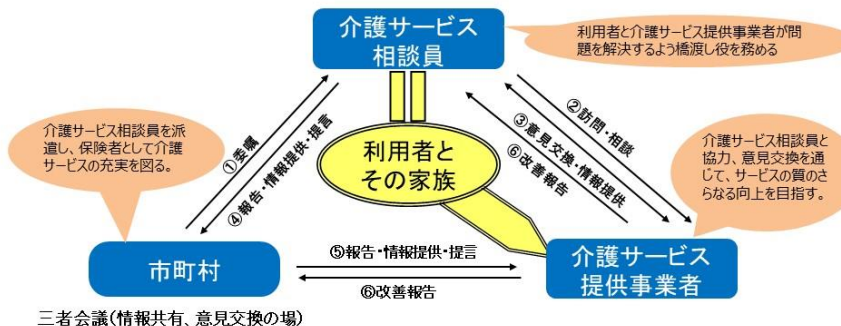 介護サービス
相談員
利用者と介護サービス提供事業者が問
題を解決するよう橋渡し役を務める
介護サービス相談員を派
遣し、保険者として介護
サービスの充実を図る。
①委嘱
④報告・情報提供・提言
利用者と
その家族
②訪問・相談
③意見交換・情報提供
⑥改善報告
介護サービス相談員と
協力、意見交換を通
じて、サービスの質のさ
らなる向上を目指す。
市町村
⑤報告・情報提供・提言
⑥改善報告
介護サービス
提供事業者
三者会議(情報共有、意見交換の場)